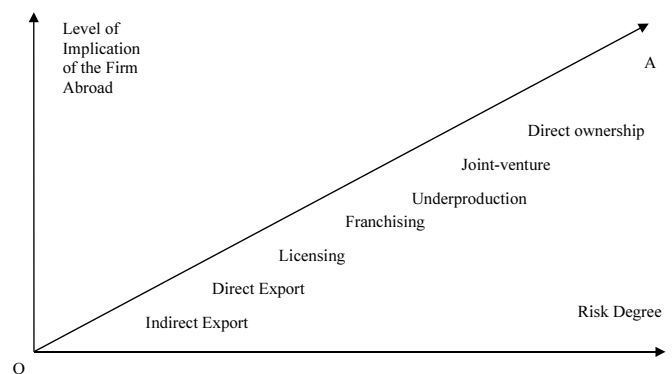 Level of
Implication
of the Firm
Abroad
A
Direct ownership
Joint-venture
Underproduction
Franchising
Licensing
Direct Export
Risk Degree
Indirect Export
O